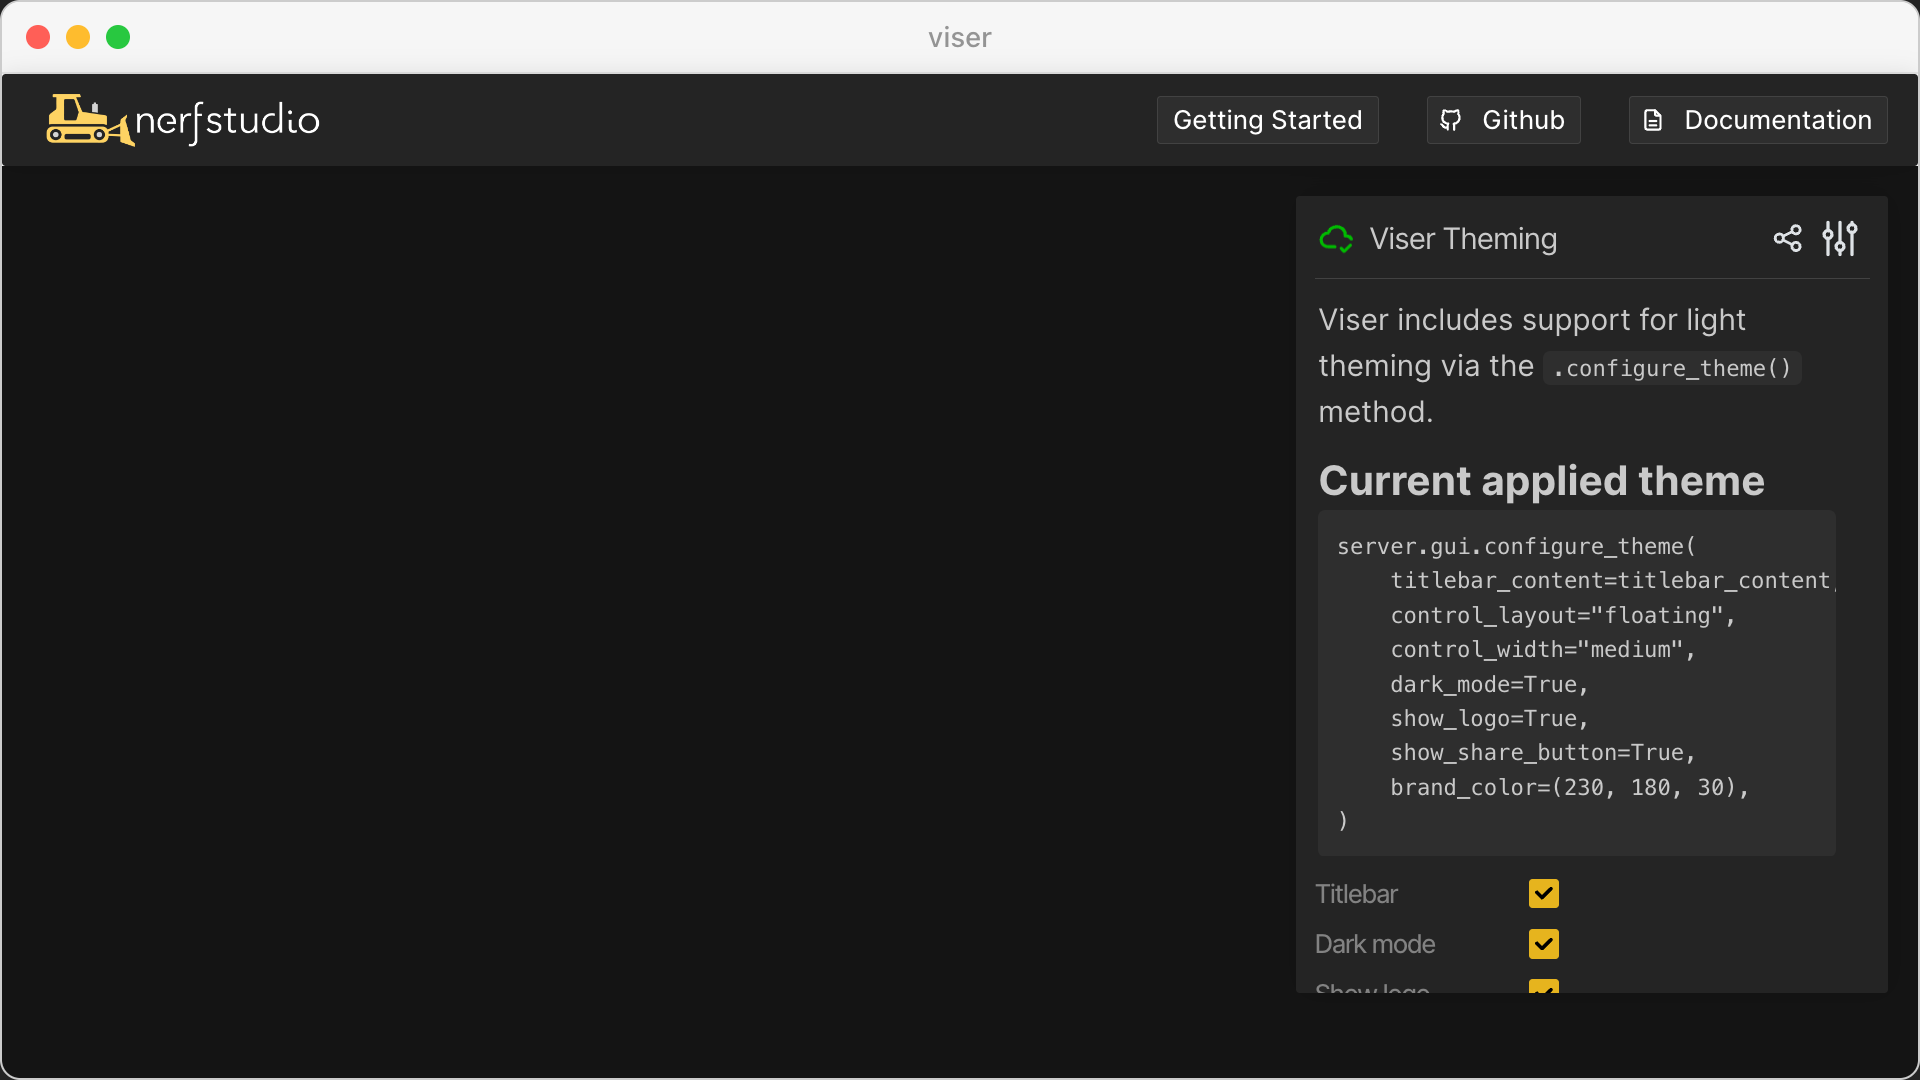 viser
nerfstudio
Getting Started
Github
Documentation
Viser Theming
Viser includes support for light
theming via the .configure_theme()
method.
Current applied theme
server.gui.configure_theme(
    titlebar_content=titlebar_content,
    control_layout="floating",
    control_width="medium",
    dark_mode=True,
    show_logo=True,
    show_share_button=True,
    brand_color=(230, 180, 30),
)
Titlebar
Dark mode
Show logo